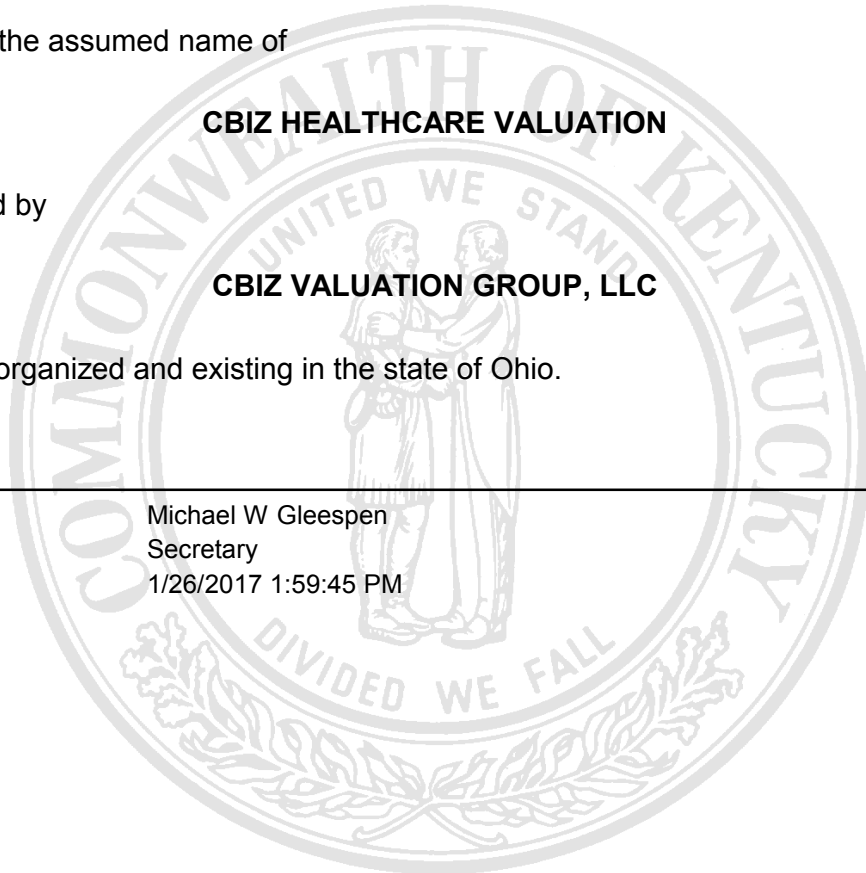 the assumed name of
CBIZ HEALTHCARE VALUATION
d by
CBIZ VALUATION GROUP, LLC
organized and existing in the state of Ohio.
Michael W Gleespen
Secretary
1/26/2017 1:59:45 PM
COMMONWEALTH OF KENTUCKY
UNITED WE STAND
DIVIDED WE FALL